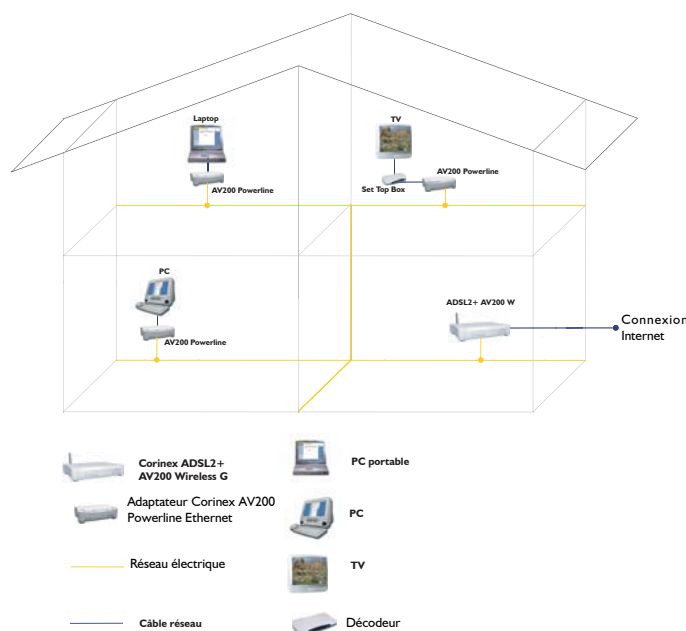 Laptop
TV
AV200 Powerline
Set Top Box
AV200 Powerline
PC
ADSL2+ AV200 W
AV200 Powerline
Connexion
Internet
Corinex ADSL2+
AV200 Wireless G
PC portable
Adaptateur Corinex AV200
Powerline Ethernet
PC
Réseau électrique
TV
Câble réseau
Décodeur